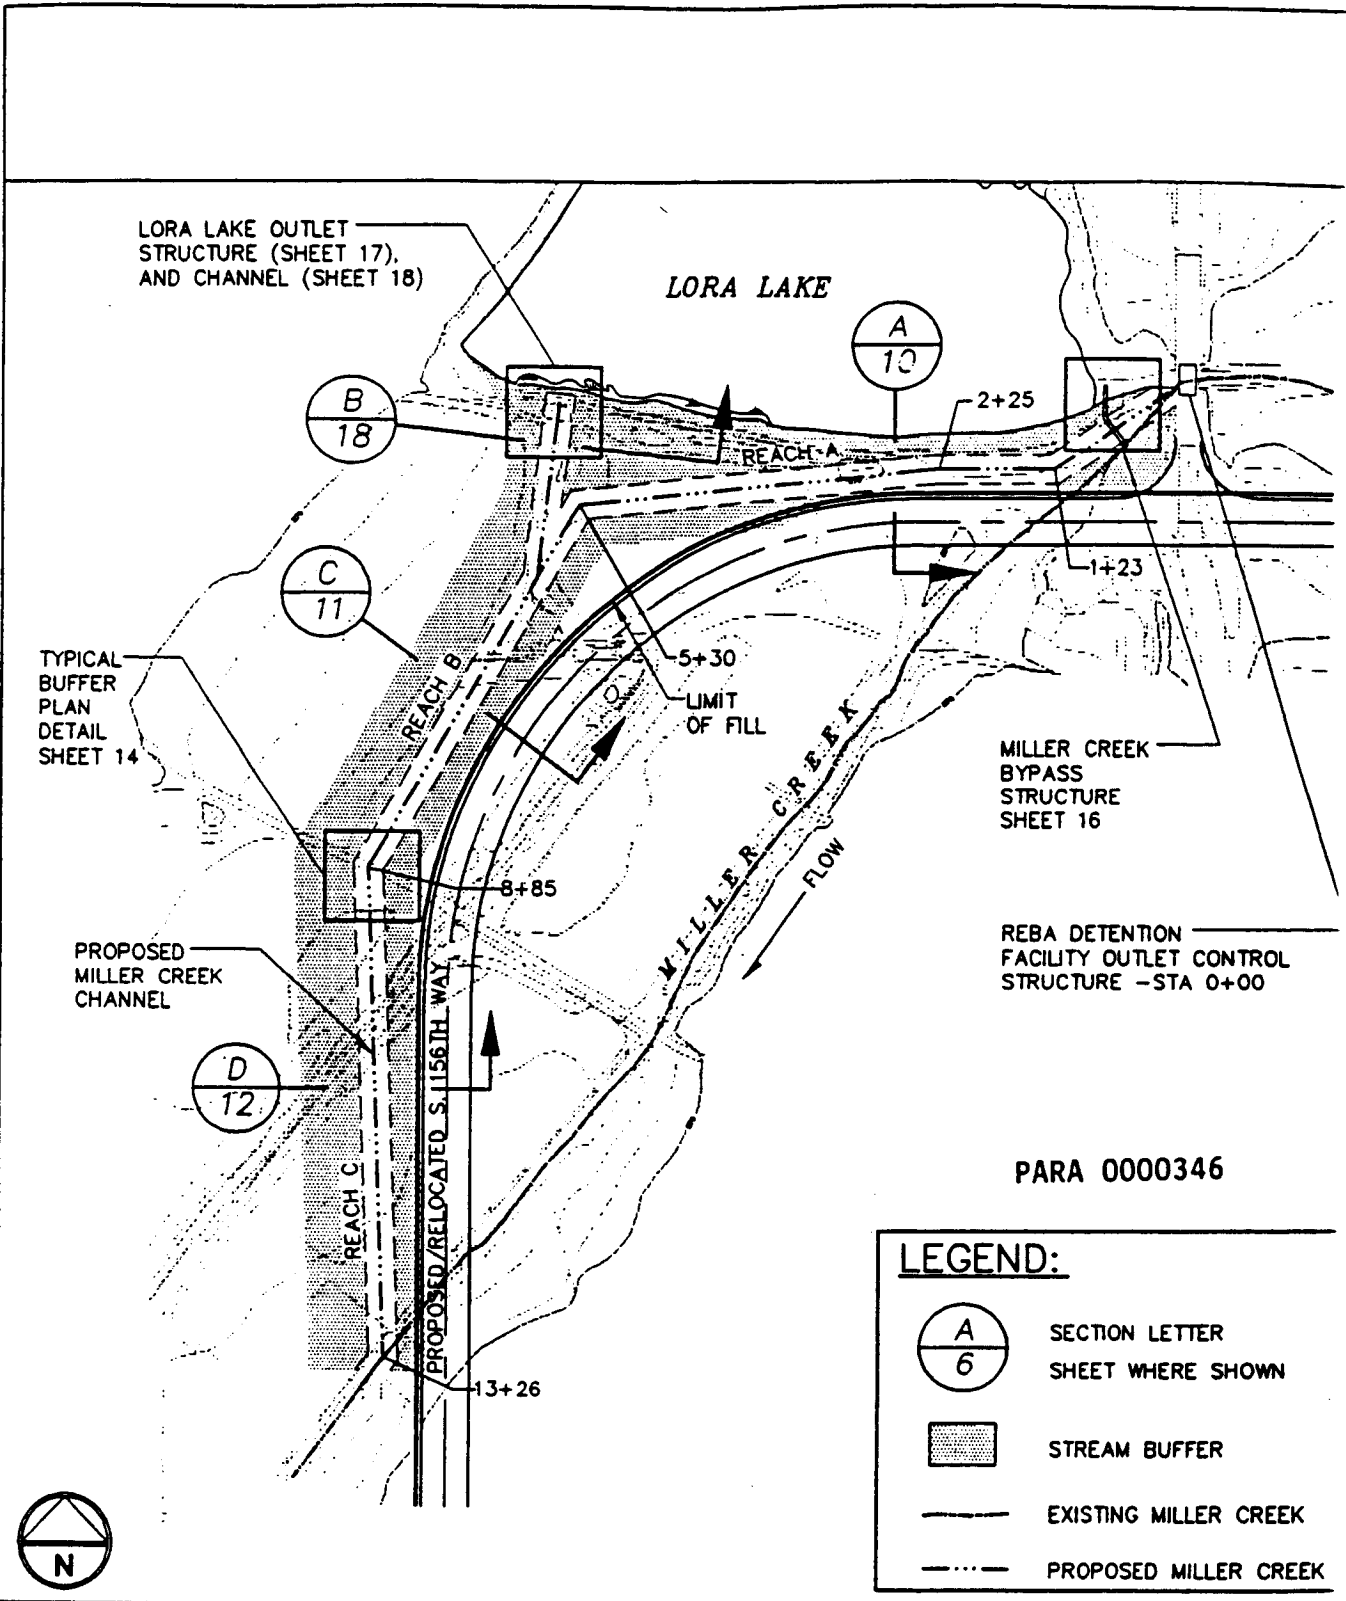 LORA LAKE OUTLET
STRUCTURE (SHEET 17),
AND CHANNEL (SHEET 18)
LORA LAKE
A
10
B
18
2+25
REACH A
C
11
1+23
TYPICAL
BUFFER
PLAN
DETAIL
SHEET 14
REACH B
5+30
LIMIT
OF FILL
MILLER CREEK
FLOW
MILLER CREEK
BYPASS
STRUCTURE
SHEET 16
8+85
PROPOSED
MILLER CREEK
CHANNEL
REBA DETENTION
FACILITY OUTLET CONTROL
STRUCTURE -STA 0+00
D
12
REACH C
PROPOSED/RELOCATED S. 156TH WAY
13+26
PARA 0000346
LEGEND:
A
6
SECTION LETTER
SHEET WHERE SHOWN
STREAM BUFFER
EXISTING MILLER CREEK
PROPOSED MILLER CREEK
N